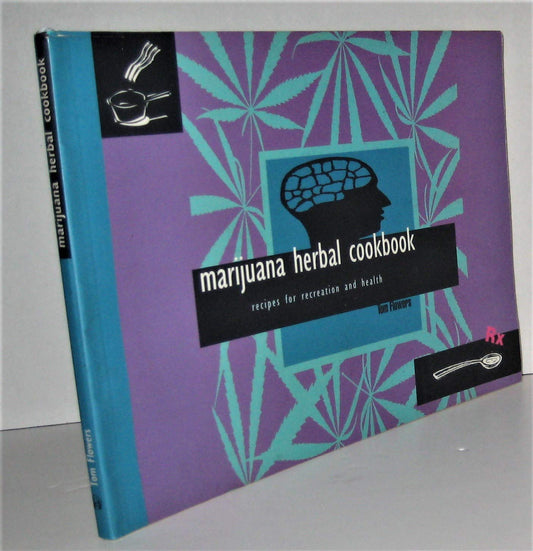 marijuana herbal cookbook
Tom Flowers
marijuana herbal cookbook
recipes for recreation and health
Tom Flowers
Rx